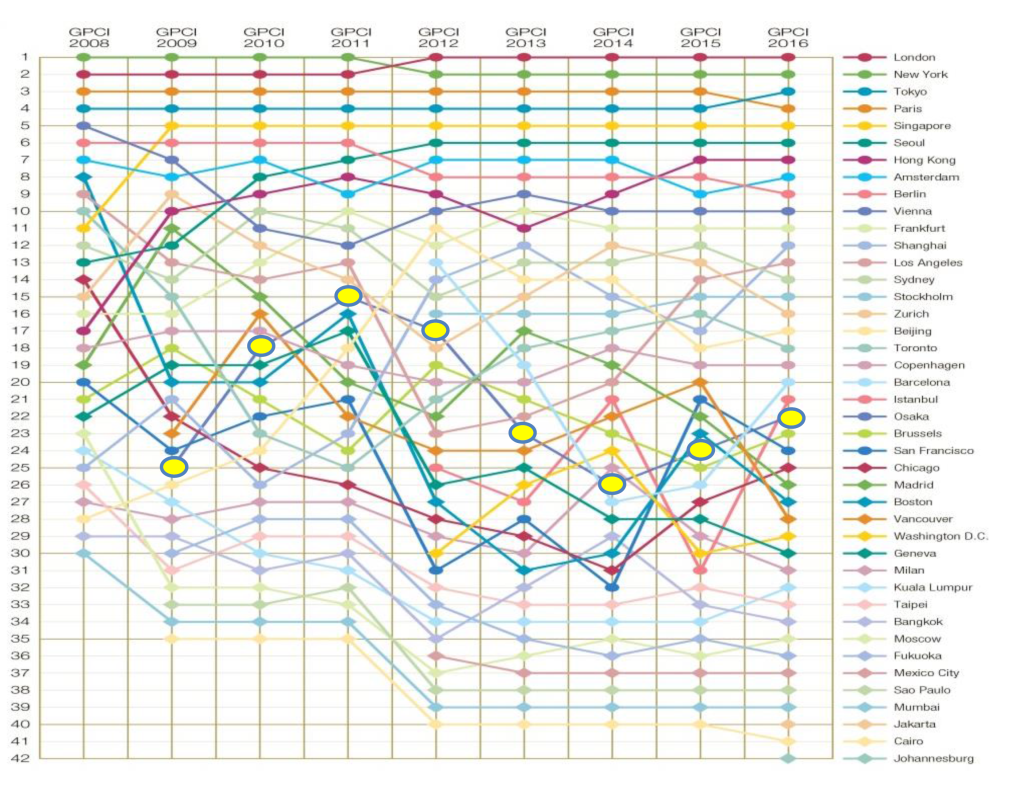 GPCI 2008 GPCI 2009 GPCI 2010 GPCI 2011 GPCI 2012 GPCI 2013 GPCI 2014 GPCI 2015 GPCI 2016
1 London
2 New York
3 Tokyo
4 Paris
5 Singapore
6 Seoul
7 Hong Kong
8 Amsterdam
9 Berlin
10 Vienna
11 Frankfurt
12 Shanghai
13 Los Angeles
14 Sydney
15 Stockholm
16 Zurich
17 Beijing
18 Toronto
19 Copenhagen
20 Barcelona
21 Istanbul
22 Osaka
23 Brussels
24 San Francisco
25 Chicago
26 Madrid
27 Boston
28 Vancouver
29 Washington D.C.
30 Geneva
31 Milan
32 Kuala Lumpur
33 Taipei
34 Bangkok
35 Moscow
36 Fukuoka
37 Mexico City
38 Sao Paulo
39 Mumbai
40 Jakarta
41 Cairo
42 Johannesburg